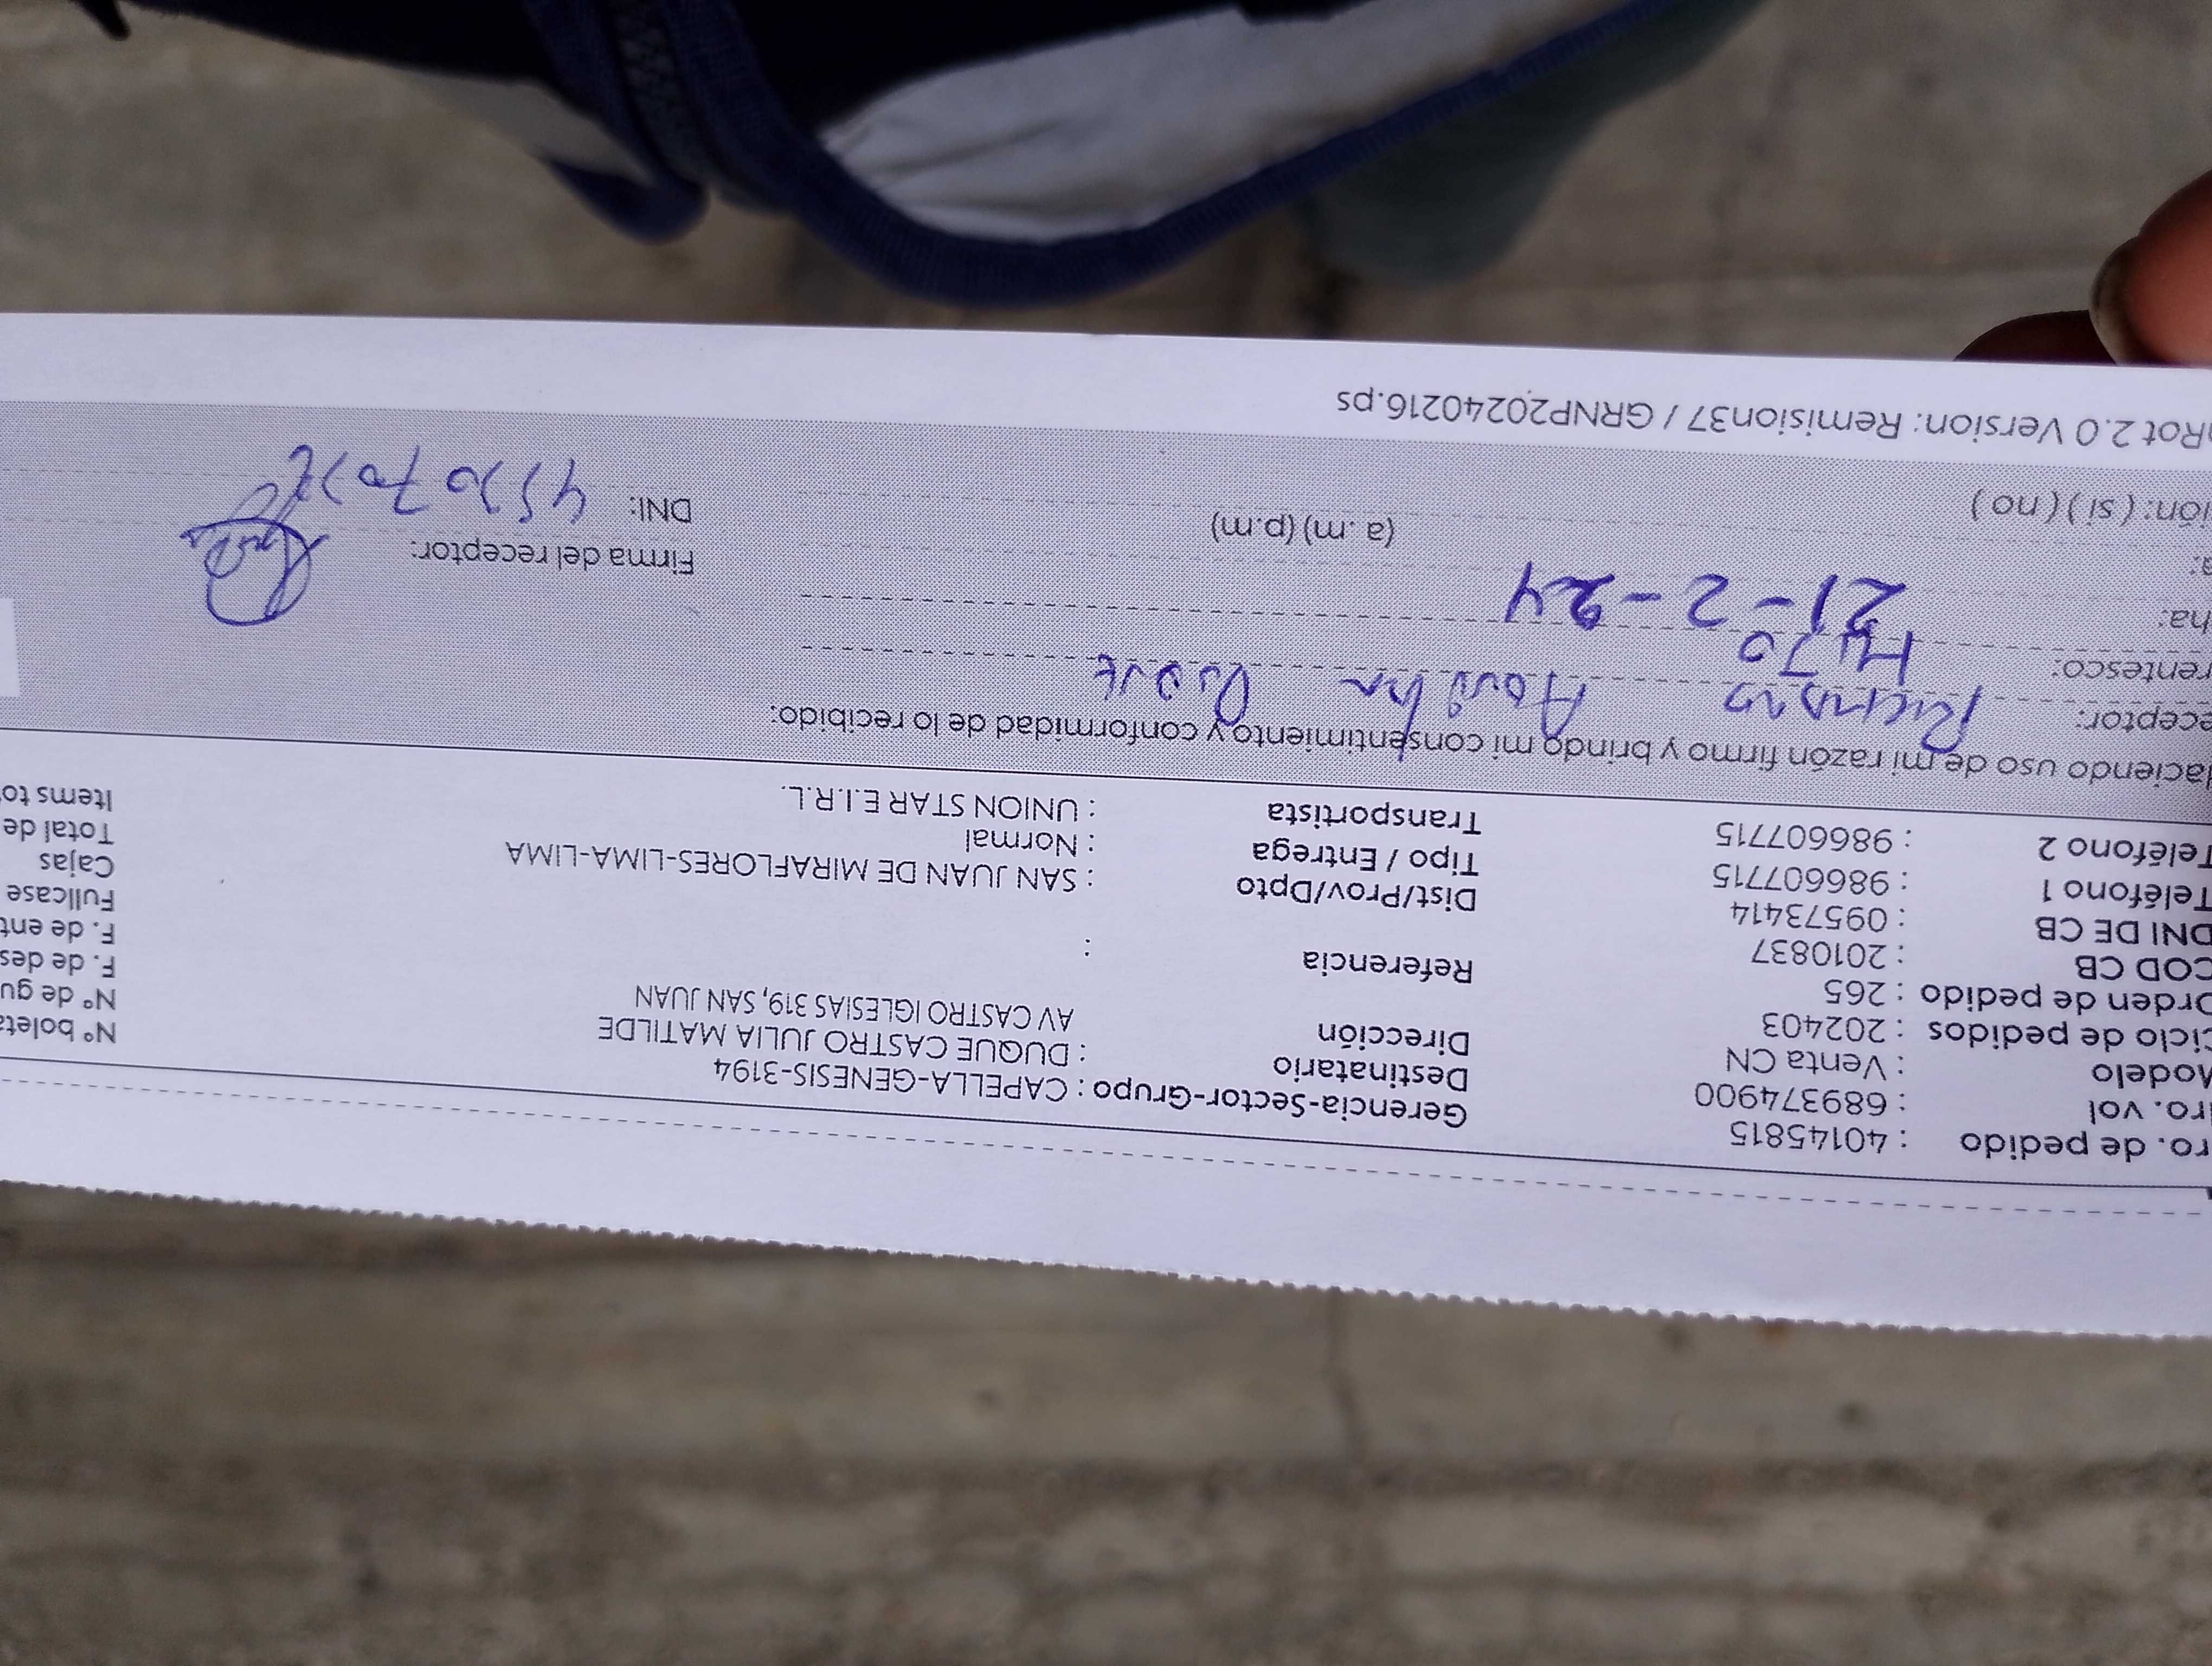 ro. de pedido : 40145815
ro. vol : 689374900
Modelo : Venta CN
Ciclo de pedidos : 202403
Orden de pedido : 265
COD CB : 2010837
DNI DE CB : 09573414
Teléfono 1 : 986607715
Teléfono 2 : 986607715
Gerencia-Sector-Grupo : CAPELLA-GENESIS-3194
Destinatario : DUQUE CASTRO JULIA MATILDE
Dirección AV CASTRO IGLESIAS 319, SAN JUAN
Referencia :
Dist/Prov/Dpto : SAN JUAN DE MIRAFLORES-LIMA-LIMA
Tipo / Entrega : Normal
Transportista : UNION STAR E.I.R.L.
Nº boleta
Nº de gu
F. de des
F. de ent
Fullcase
Cajas
Total de
Items to
Haciendo uso de mi razón firmo y brindo mi consentimiento y conformidad de lo recibido:
eceptor:
rentesco:
ha: 21-2-24
a: (a.m) (p.m)
ión: ( si ) ( no )
Firma del receptor:
DNI:
Rot 2.0 Version: Remision37 / GRNP20240216.ps